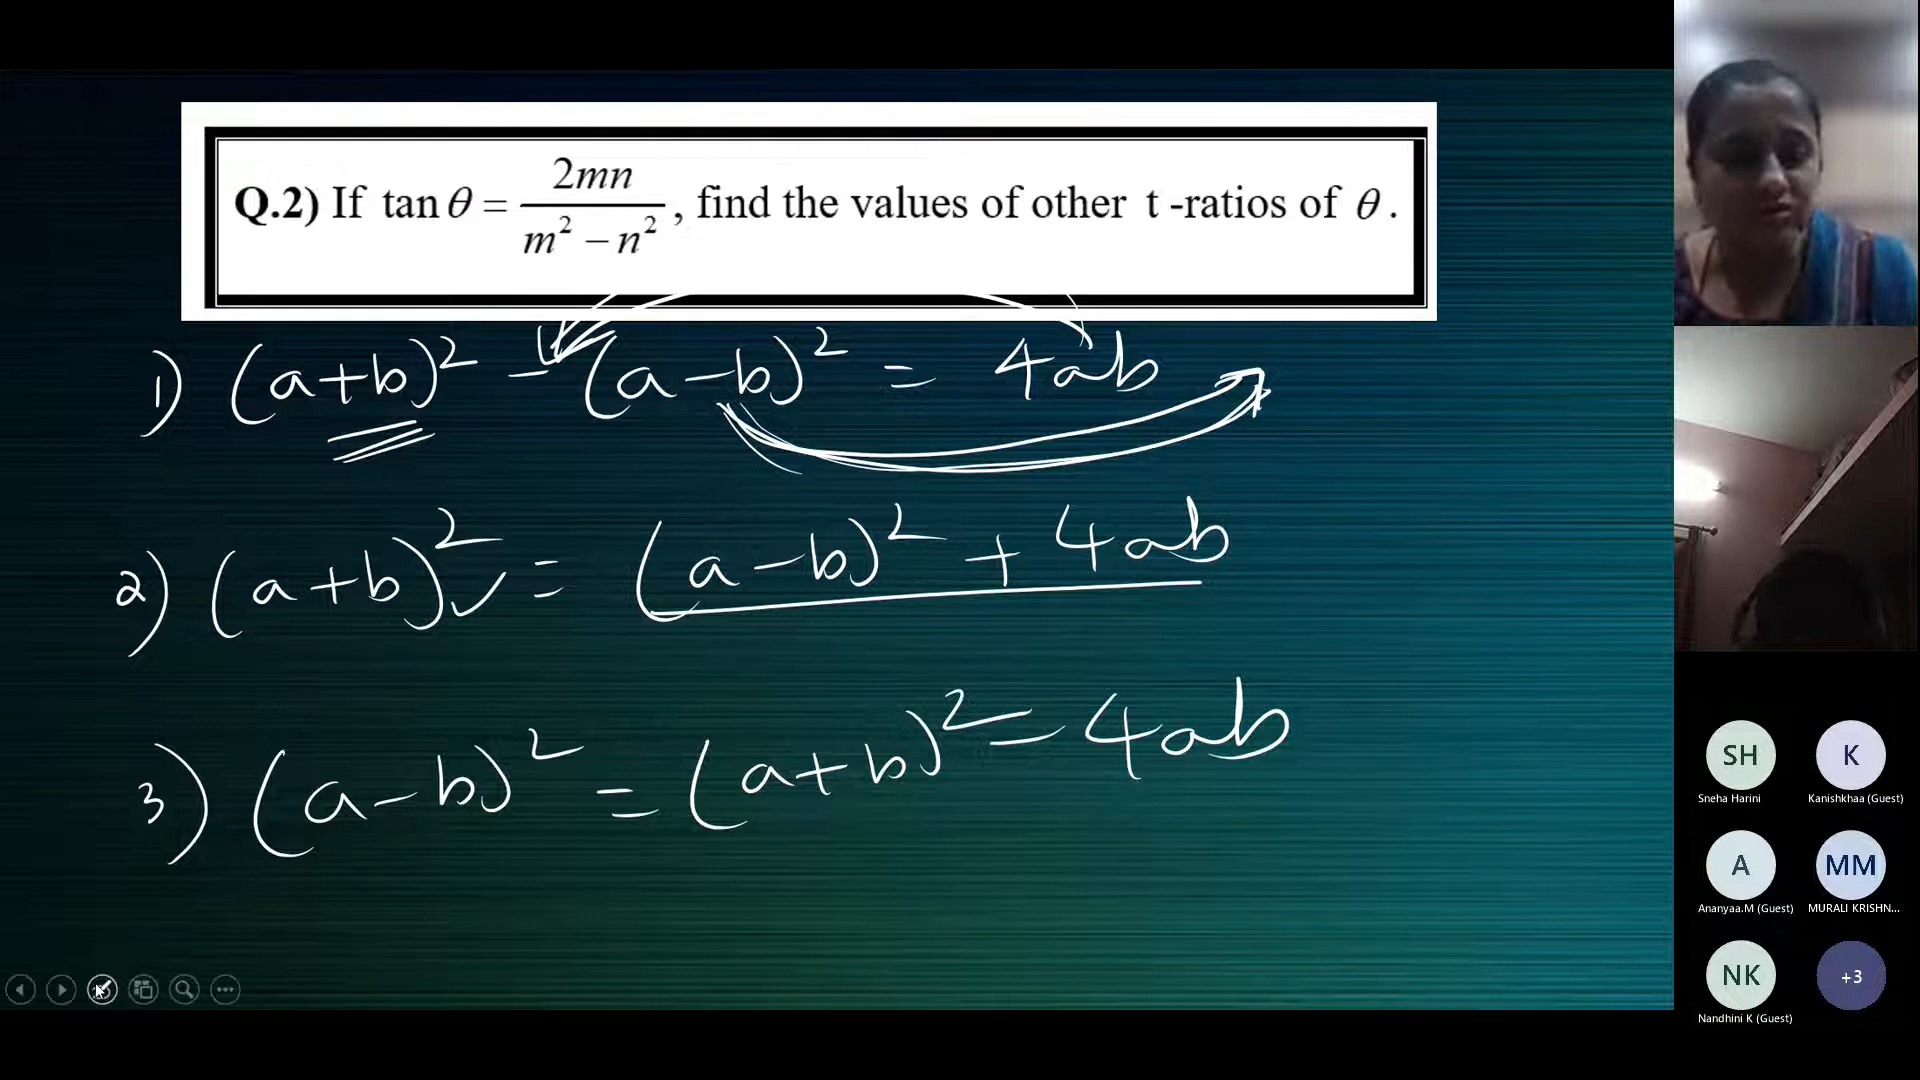 Q.2) If tan θ = 2mn / m² − n², find the values of other t-ratios of θ.
1) (a+b)² − (a−b)² = 4ab
2) (a+b)² = (a−b)² + 4ab
3) (a−b)² = (a+b)² − 4ab
SH K
Sneha Harini Kanishkhaa (Guest)
A MM
Ananyaa.M (Guest) MURALI KRISHN...
NK +3
Nandhini K (Guest)